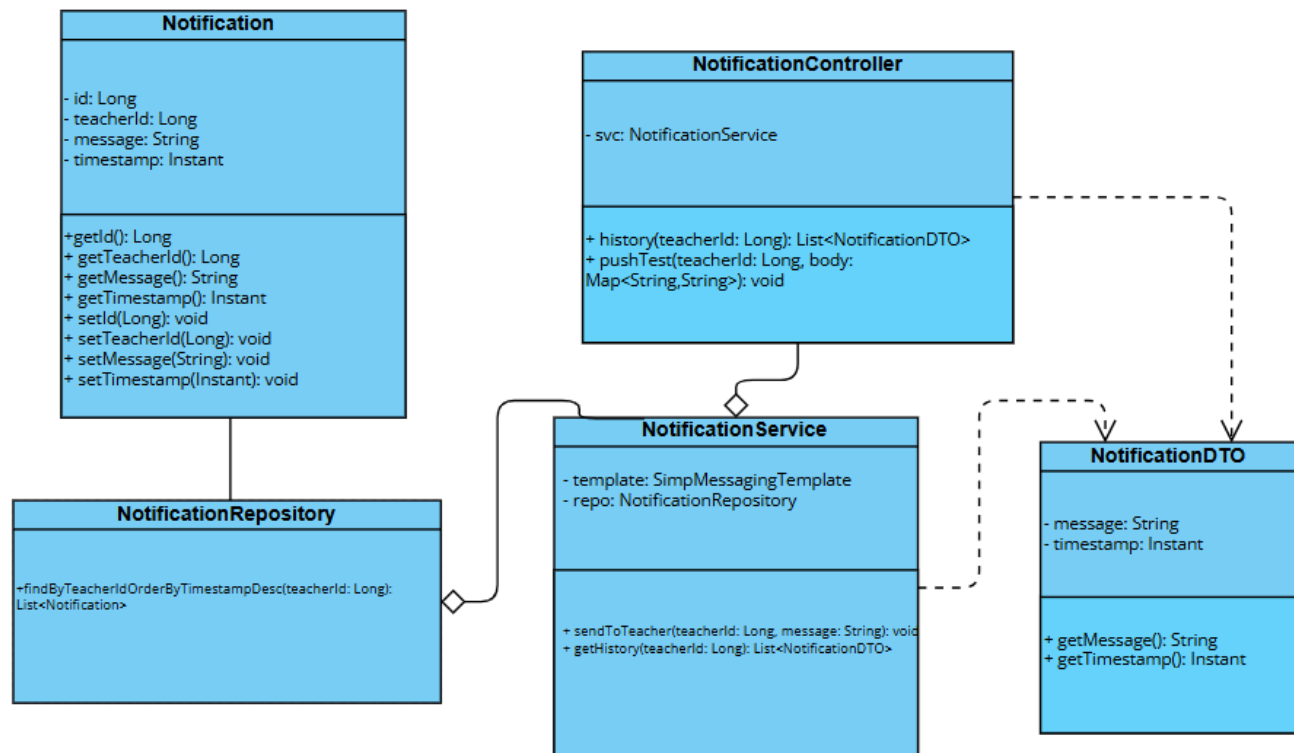 Notification
- id: Long
- teacherId: Long
- message: String
- timestamp: Instant
+getId(): Long
+ getTeacherId(): Long
+ getMessage(): String
+ getTimestamp(): Instant
+ setId(Long): void
+ setTeacherId(Long): void
+ setMessage(String): void
+ setTimestamp(Instant): void
NotificationController
- svc: NotificationService
+ history(teacherId: Long): List<NotificationDTO>
+ pushTest(teacherId: Long, body:
Map<String,String>): void
NotificationRepository
+findByTeacherIdOrderByTimestampDesc(teacherId: Long):
List<Notification>
NotificationService
- template: SimpMessagingTemplate
- repo: NotificationRepository
+ sendToTeacher(teacherId: Long, message: String): void
+ getHistory(teacherId: Long): List<NotificationDTO>
NotificationDTO
- message: String
- timestamp: Instant
+ getMessage(): String
+ getTimestamp(): Instant